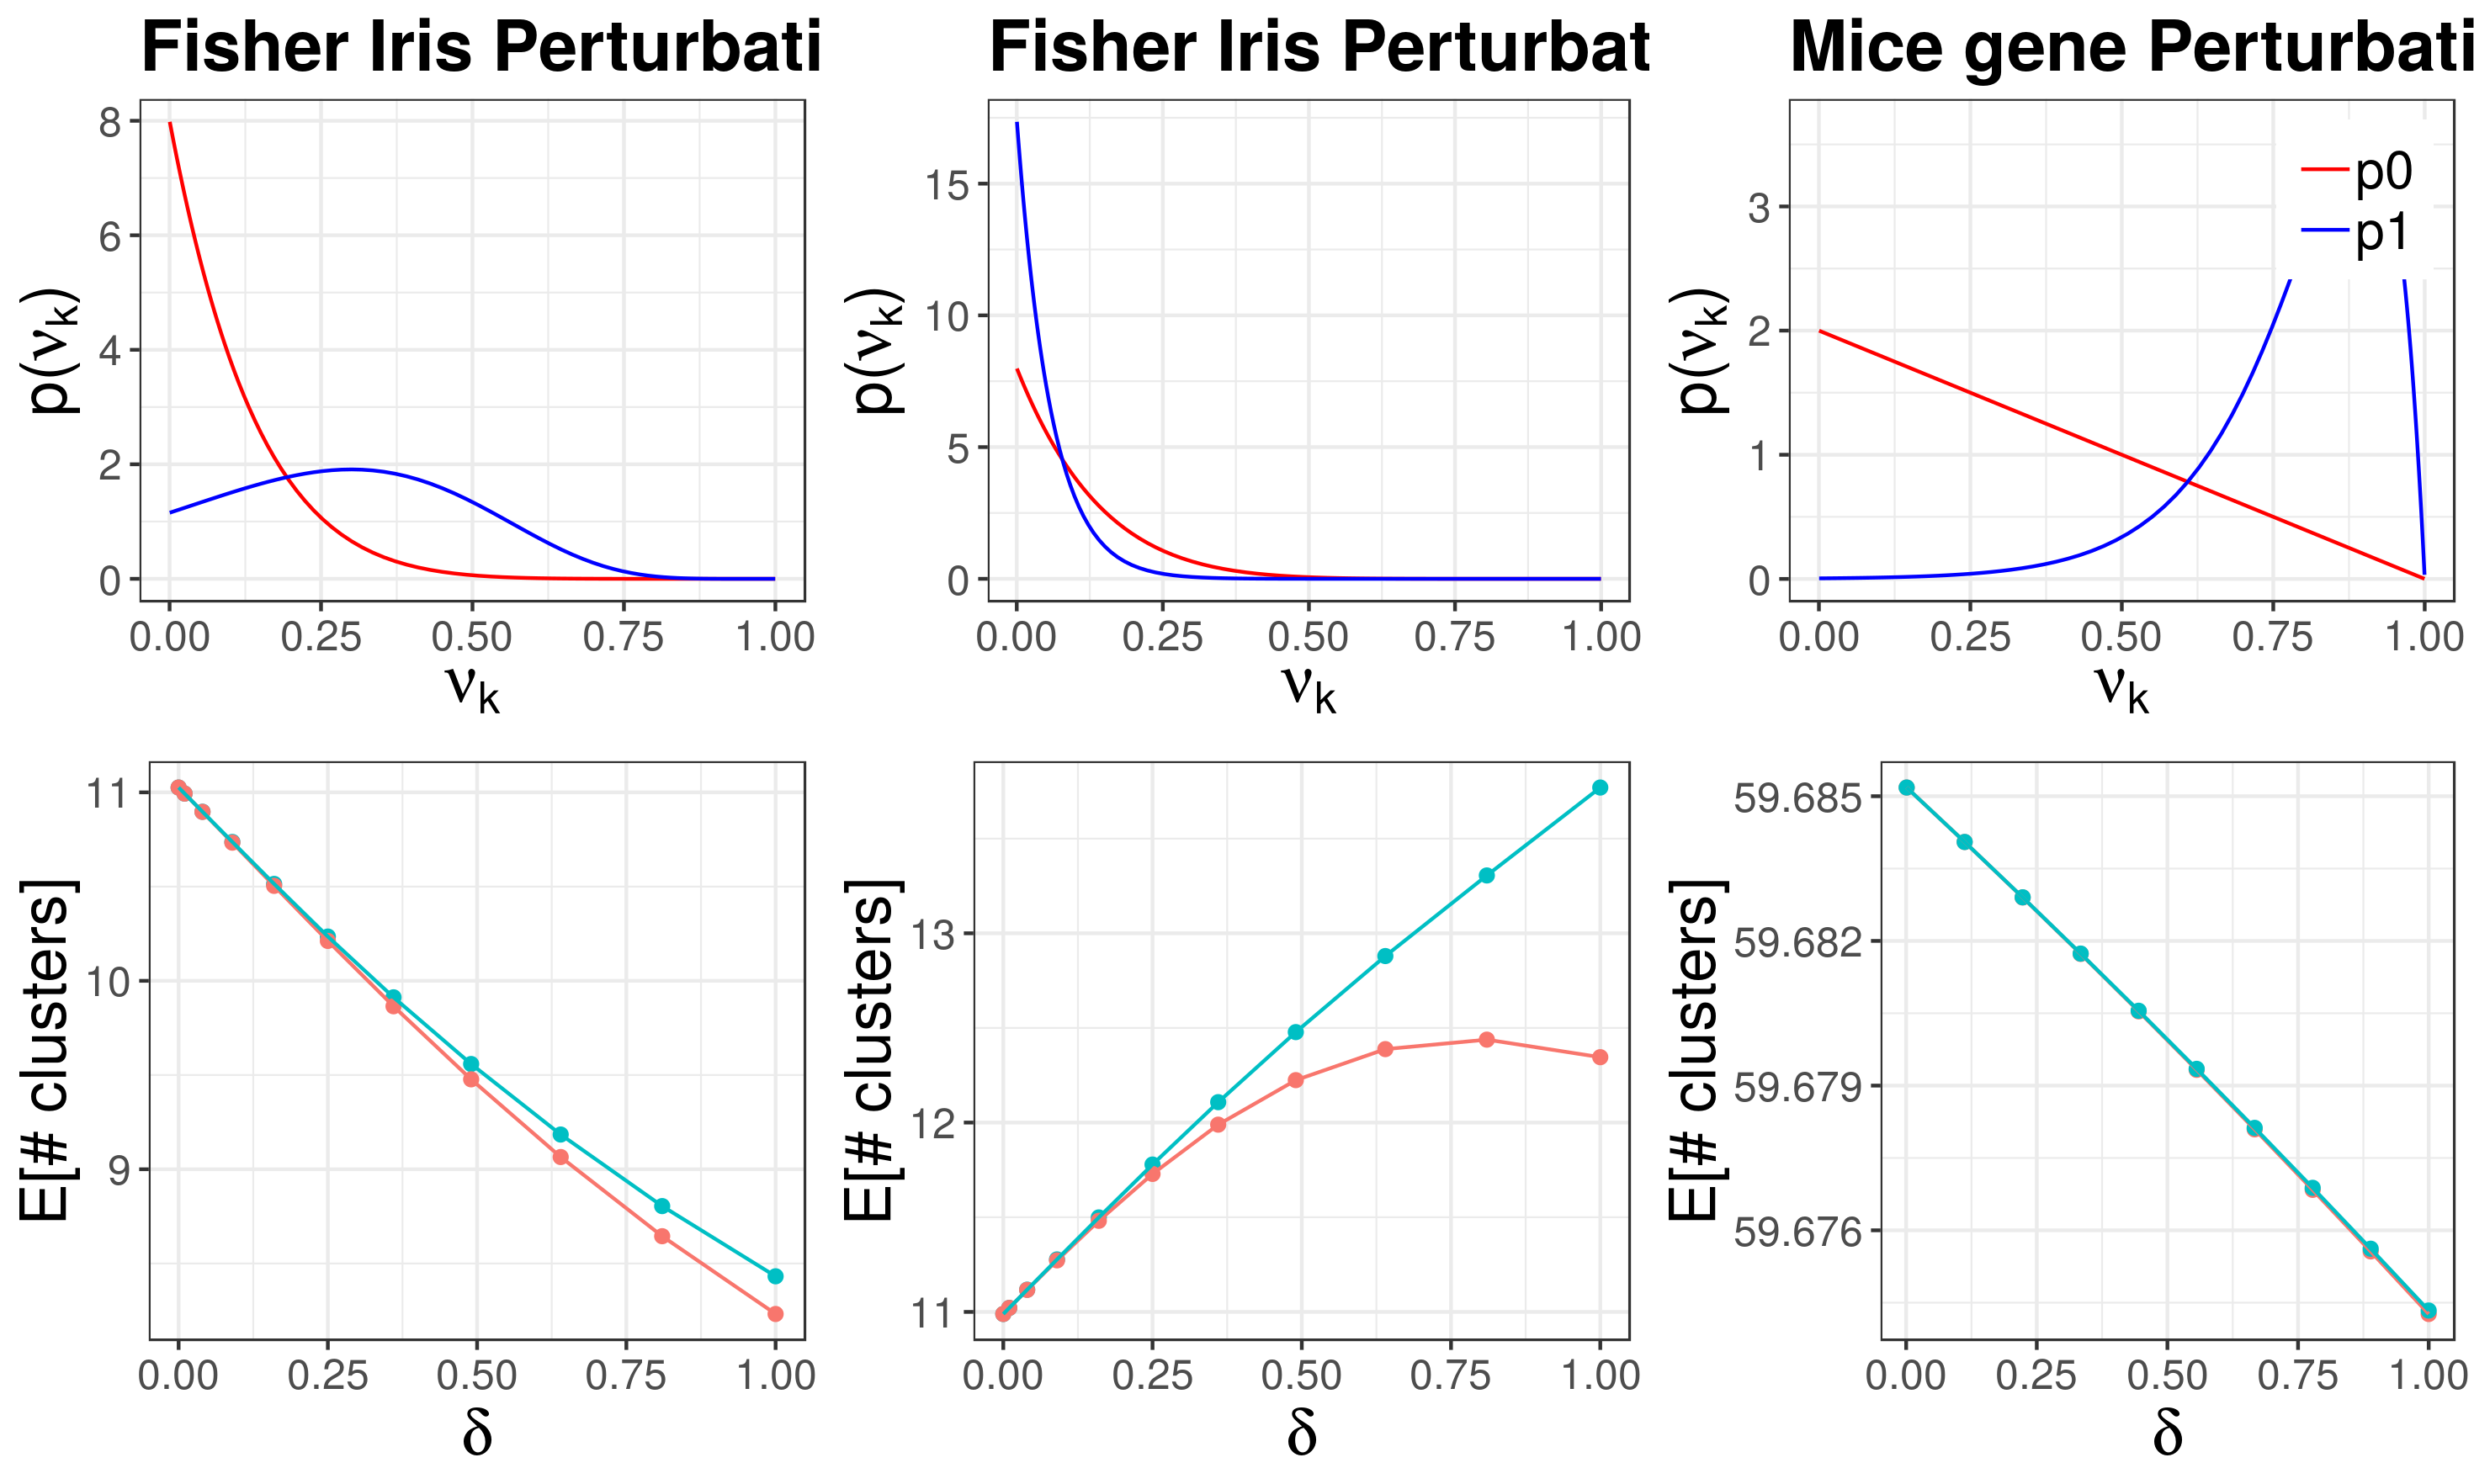 Fisher Iris Perturbati
Fisher Iris Perturbat
Mice gene Perturbati
p(νk)
8
6
4
2
0
0.00 0.25 0.50 0.75 1.00
νk
p(νk)
15
10
5
0
0.00 0.25 0.50 0.75 1.00
νk
p(νk)
3
2
1
0
p0
p1
0.00 0.25 0.50 0.75 1.00
νk
E[# clusters]
11
10
9
0.00 0.25 0.50 0.75 1.00
δ
E[# clusters]
13
12
11
0.00 0.25 0.50 0.75 1.00
δ
E[# clusters]
59.685
59.682
59.679
59.676
0.00 0.25 0.50 0.75 1.00
δ